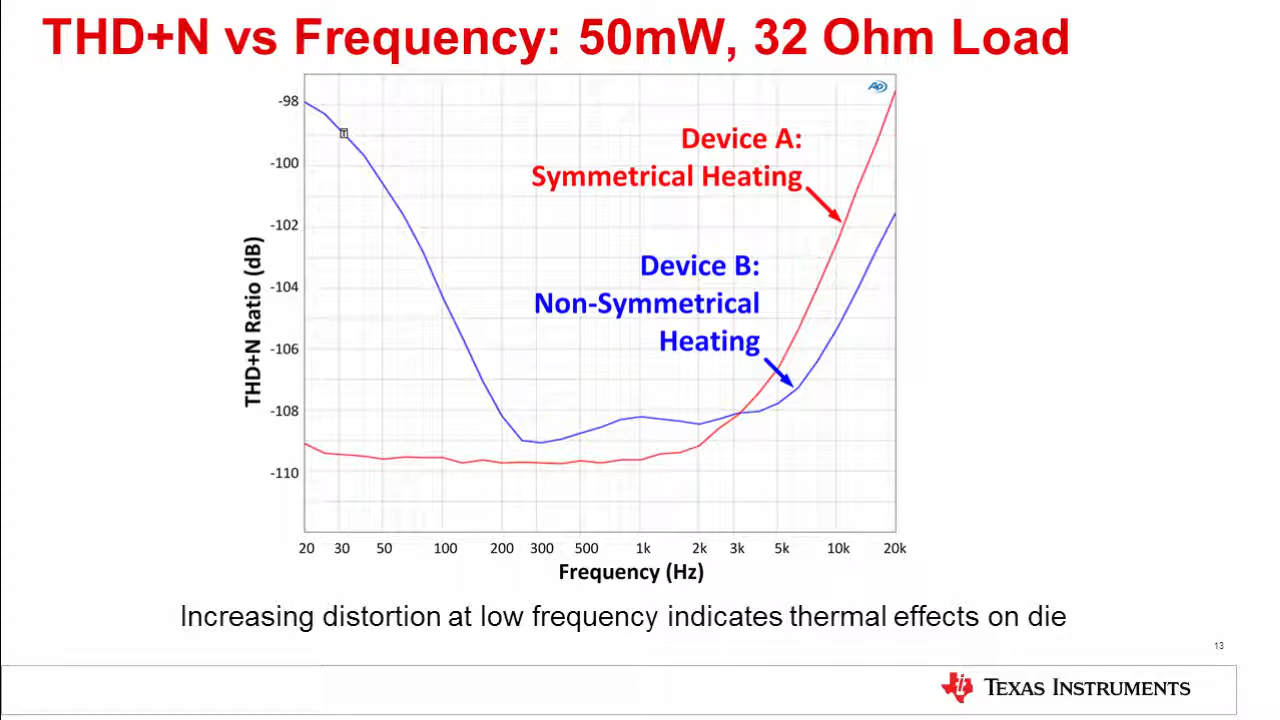 THD+N vs Frequency: 50mW, 32 Ohm Load
-98
-100
-102
-104
-106
-108
-110
THD+N Ratio (dB)
T
AP
Device A:
Symmetrical Heating
Device B:
Non-Symmetrical
Heating
20 30 50 100 200 300 500 1k 2k 3k 5k 10k 20k
Frequency (Hz)
Increasing distortion at low frequency indicates thermal effects on die
13
TEXAS INSTRUMENTS